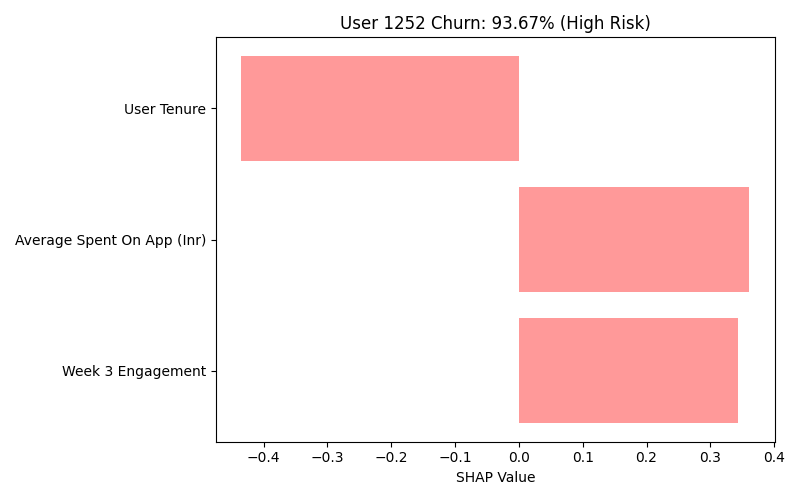 User 1252 Churn: 93.67% (High Risk)
User Tenure
Average Spent On App (Inr)
Week 3 Engagement
−0.4 −0.3 −0.2 −0.1 0.0 0.1 0.2 0.3 0.4
SHAP Value